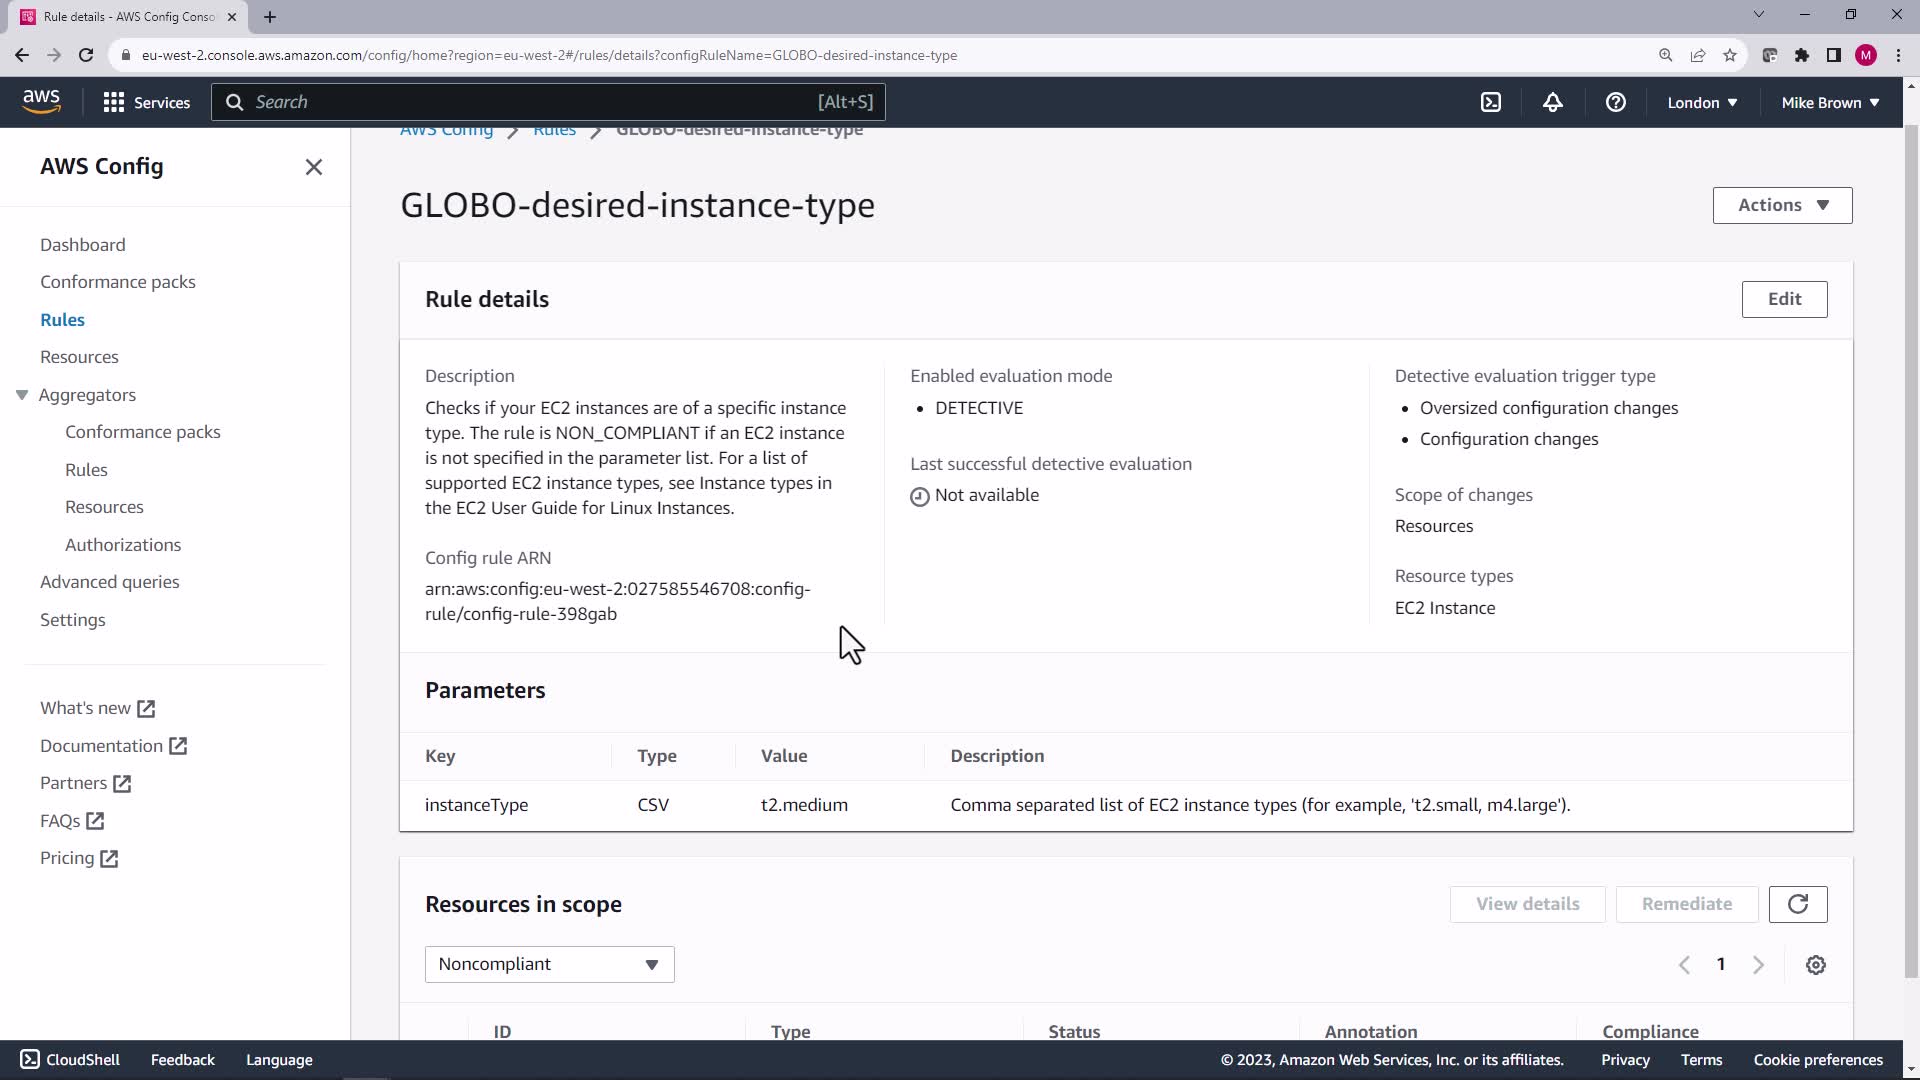 Rule details - AWS Config Conso
eu-west-2.console.aws.amazon.com/config/home?region=eu-west-2#/rules/details?configRuleName=GLOBO-desired-instance-type
M
aws
Services
Search
[Alt+S]
London
Mike Brown
AWS Config
AWS Config
Rules
GLOBO-desired-instance-type
GLOBO-desired-instance-type
Actions
Dashboard
Conformance packs
Rules
Resources
Aggregators
Conformance packs
Rules
Resources
Authorizations
Advanced queries
Settings
What's new
Documentation
Partners
FAQs
Pricing
Rule details
Edit
Description
Checks if your EC2 instances are of a specific instance
type. The rule is NON_COMPLIANT if an EC2 instance
is not specified in the parameter list. For a list of
supported EC2 instance types, see Instance types in
the EC2 User Guide for Linux Instances.
Config rule ARN
arn:aws:config:eu-west-2:027585546708:config-
rule/config-rule-398gab
Enabled evaluation mode
DETECTIVE
Last successful detective evaluation
Not available
Detective evaluation trigger type
Oversized configuration changes
Configuration changes
Scope of changes
Resources
Resource types
EC2 Instance
Parameters
Key Type Value Description
instanceType CSV t2.medium Comma separated list of EC2 instance types (for example, 't2.small, m4.large').
Resources in scope
View details
Remediate
Noncompliant
1
ID Type Status Annotation Compliance
CloudShell
Feedback
Language
© 2023, Amazon Web Services, Inc. or its affiliates.
Privacy
Terms
Cookie preferences